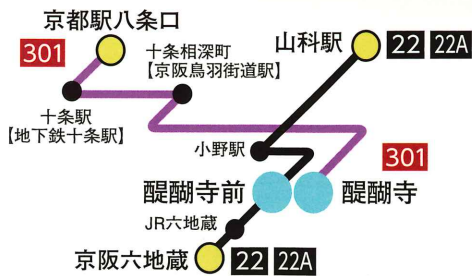 京都駅八条口
301
十条相深町
【京阪鳥羽街道駅】
山科駅
22 22A
十条駅
【地下鉄十条駅】
小野駅
301
醍醐寺前
醍醐寺
JR六地蔵
京阪六地蔵
22 22A